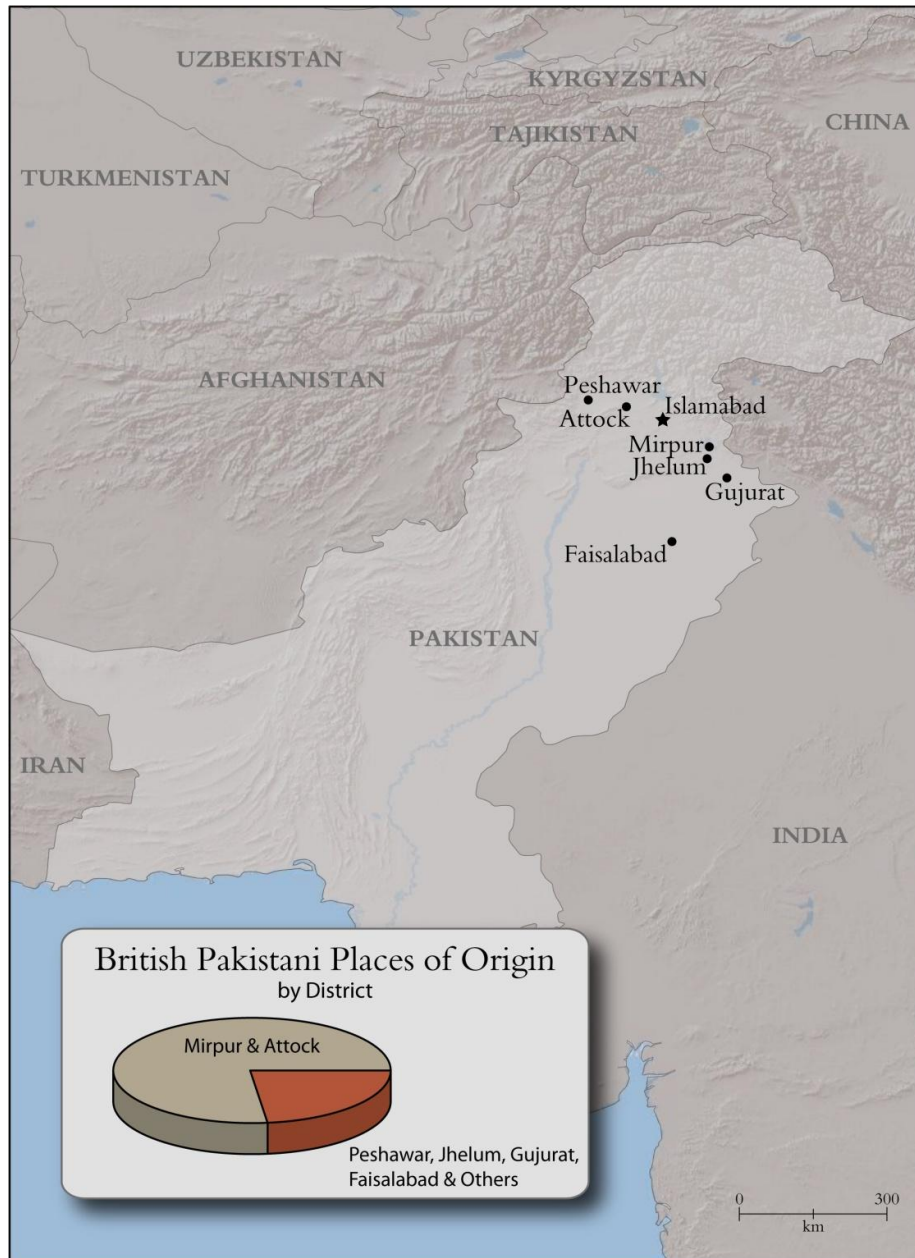 UZBEKISTAN
KYRGYZSTAN
CHINA
TAJIKISTAN
TURKMENISTAN
AFGHANISTAN
Peshawar
Islamabad
Attock
Mirpur
Jhelum
Gujurat
Faisalabad
PAKISTAN
IRAN
INDIA
British Pakistani Places of Origin
by District
Mirpur & Attock
Peshawar, Jhelum, Gujurat,
Faisalabad & Others
0 300
km